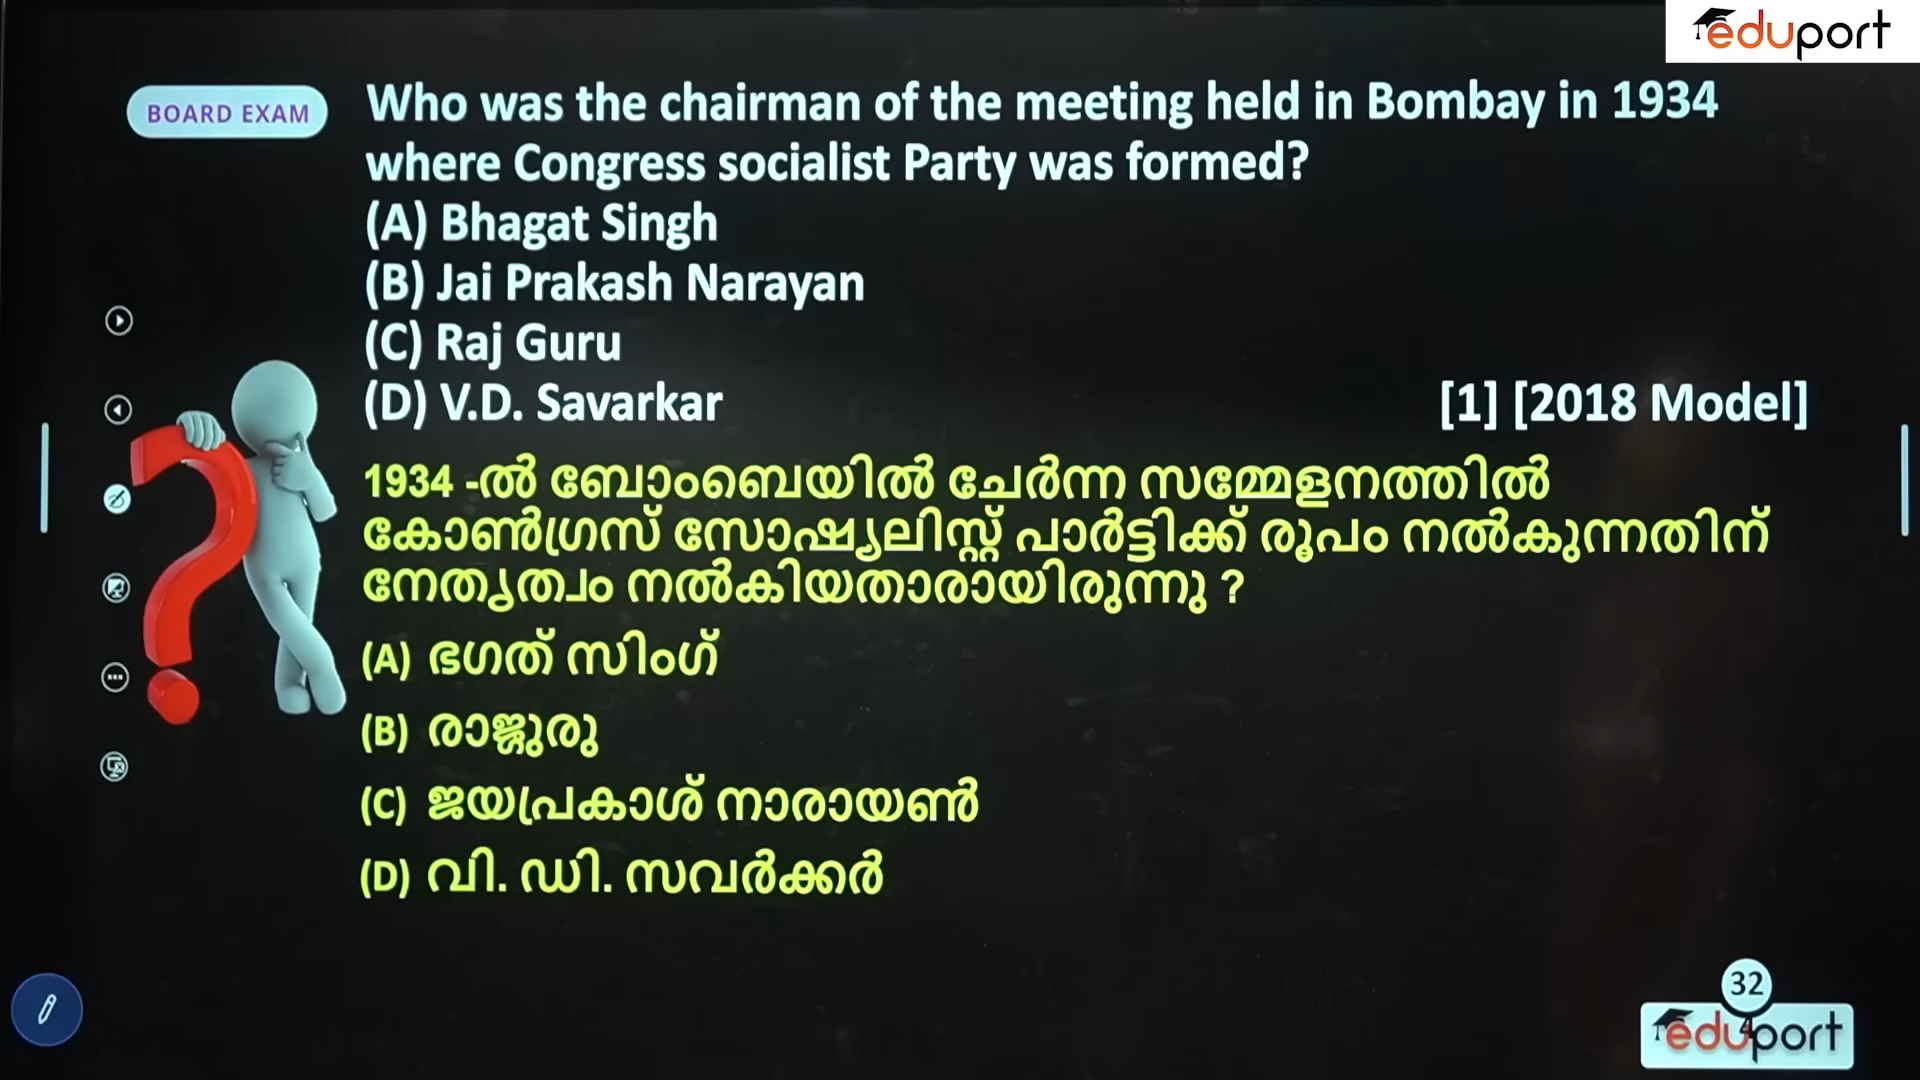 eduport
BOARD EXAM
Who was the chairman of the meeting held in Bombay in 1934
where Congress socialist Party was formed?
(A) Bhagat Singh
(B) Jai Prakash Narayan
(C) Raj Guru
(D) V.D. Savarkar [1] [2018 Model]
1934 -ൽ ബോംബെയിൽ ചേർന്ന സമ്മേളനത്തിൽ
കോൺഗ്രസ് സോഷ്യലിസ്റ്റ് പാർട്ടിക്ക് രൂപം നൽകുന്നതിന്
നേതൃത്വം നൽകിയതാരായിരുന്നു ?
(A) ഭഗത് സിംഗ്
(B) രാജ്ഗുരു
(C) ജയപ്രകാശ് നാരായൺ
(D) വി. ഡി. സവർക്കർ
32
eduport